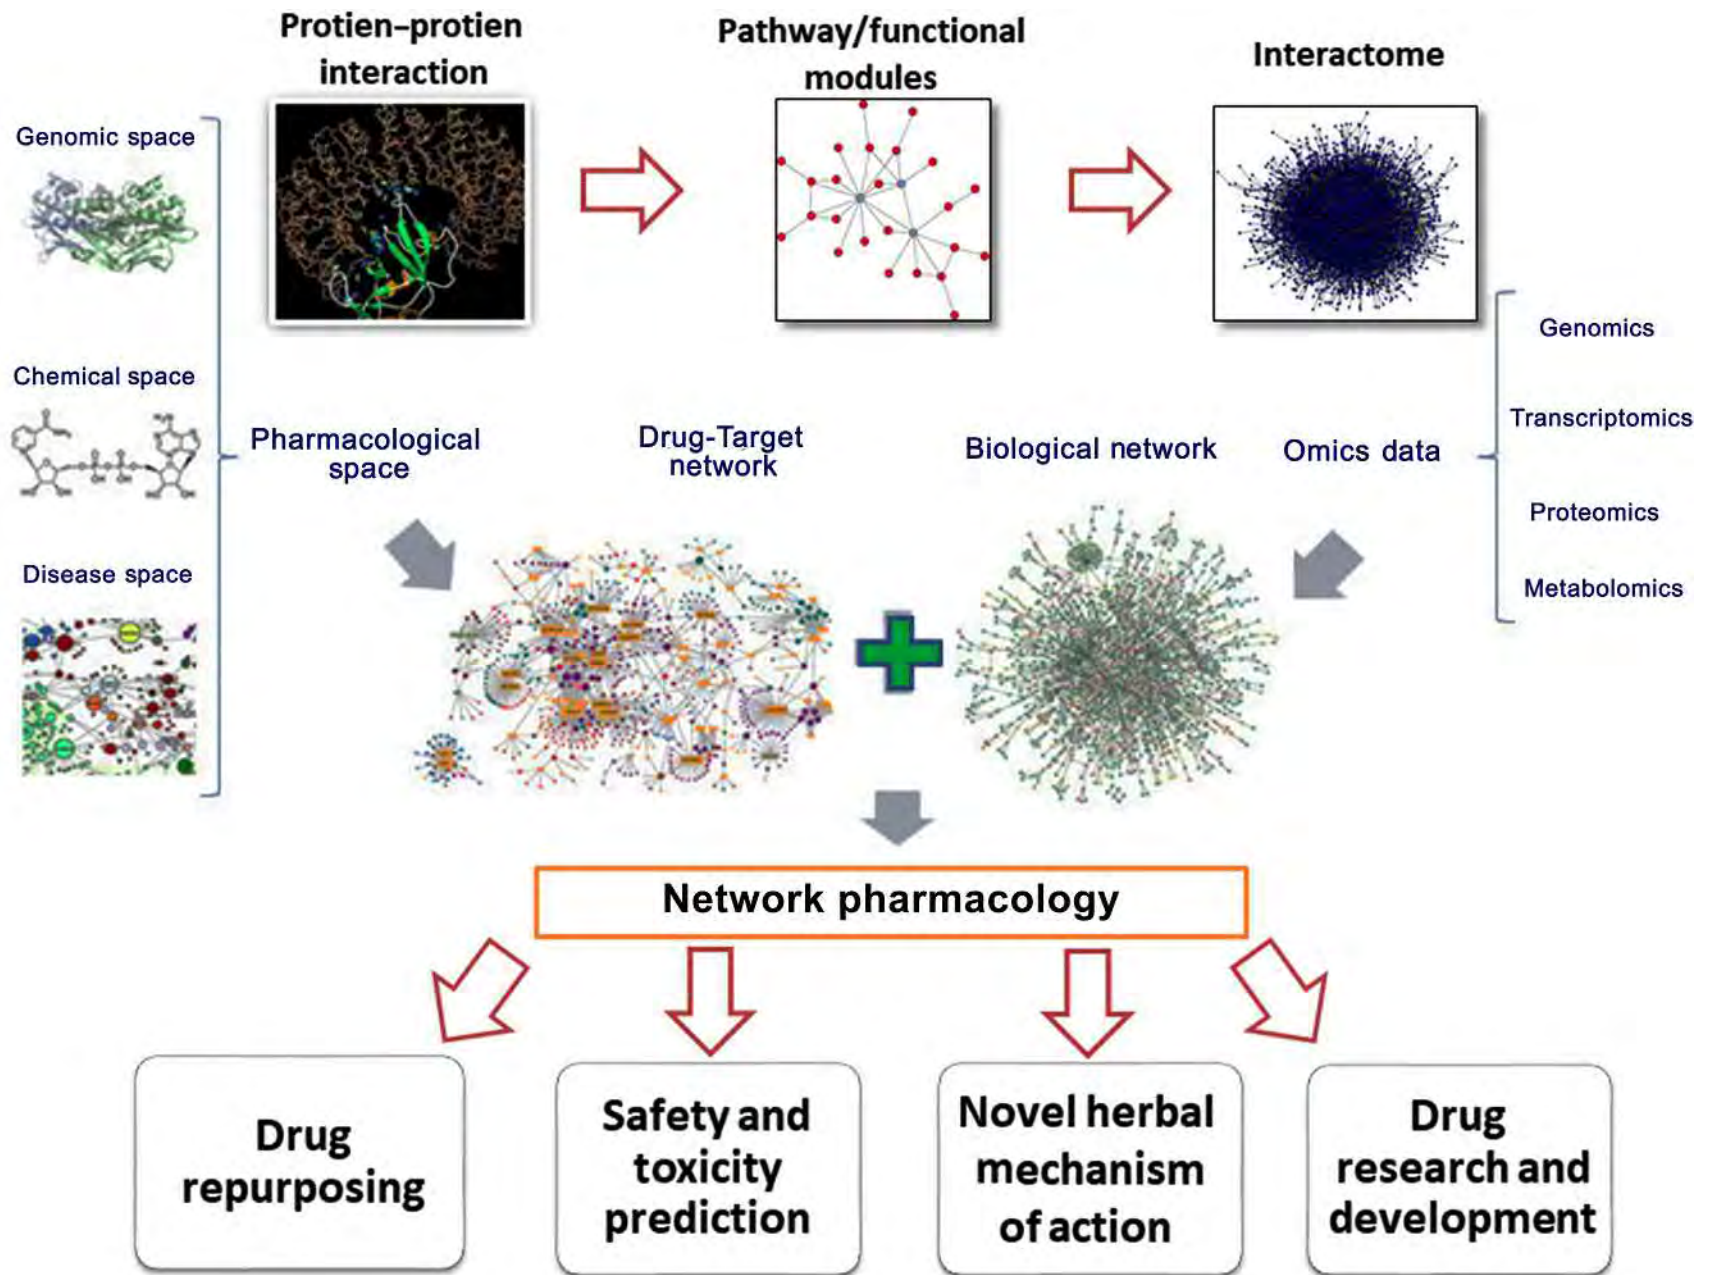 Protien–protien
interaction
Pathway/functional
modules
Interactome
Genomic space
Chemical space
Disease space
Pharmacological
space
Drug-Target
network
Biological network
Omics data
Genomics
Transcriptomics
Proteomics
Metabolomics
Network pharmacology
Drug
repurposing
Safety and
toxicity
prediction
Novel herbal
mechanism
of action
Drug
research and
development